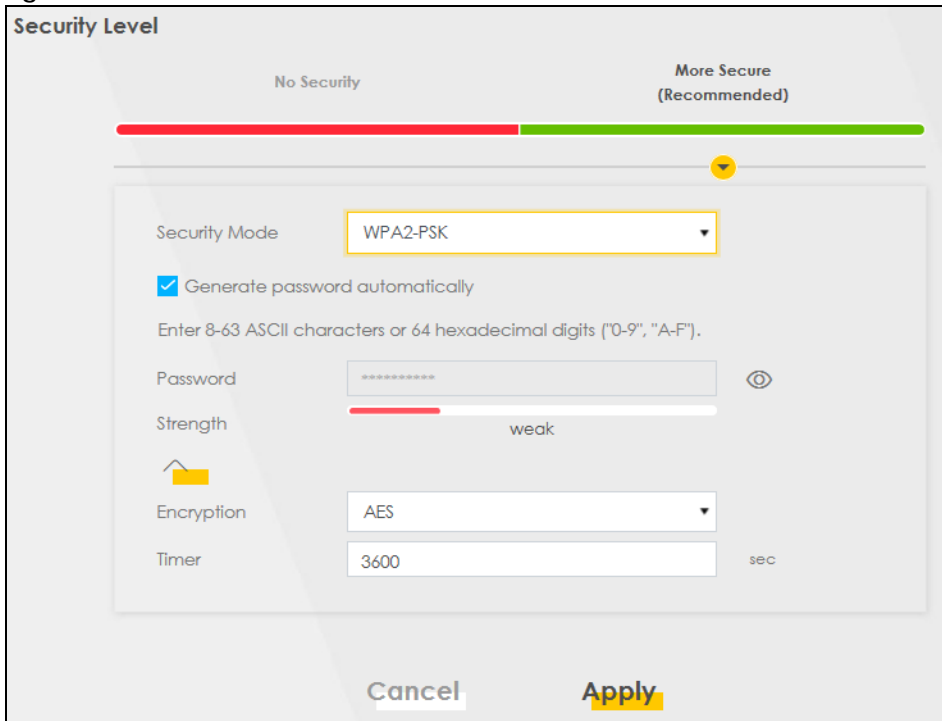 Security Level
No Security
More Secure
(Recommended)
Security Mode
WPA2-PSK
Generate password automatically
Enter 8-63 ASCII characters or 64 hexadecimal digits ("0-9", "A-F").
Password
**********
Strength
weak
Encryption
AES
Timer
3600
sec
Cancel
Apply